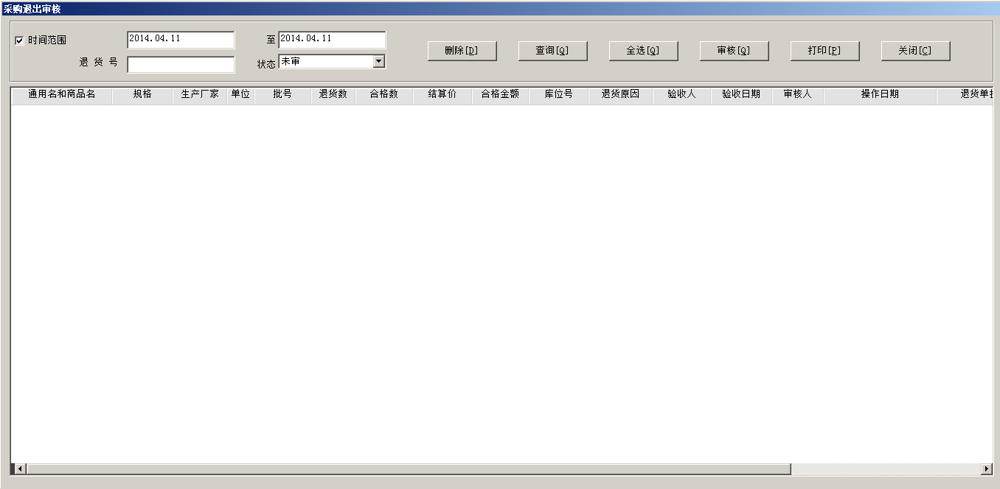 采购退出审核
时间范围 2014.04.11 至 2014.04.11
退 货 号 状态 未审
删除[D] 查询[Q] 全选[Q] 审核[Q] 打印[P] 关闭[C]
通用名和商品名 规格 生产厂家 单位 批号 退货数 合格数 结算价 合格金额 库位号 退货原因 验收人 验收日期 审核人 操作日期 退货单